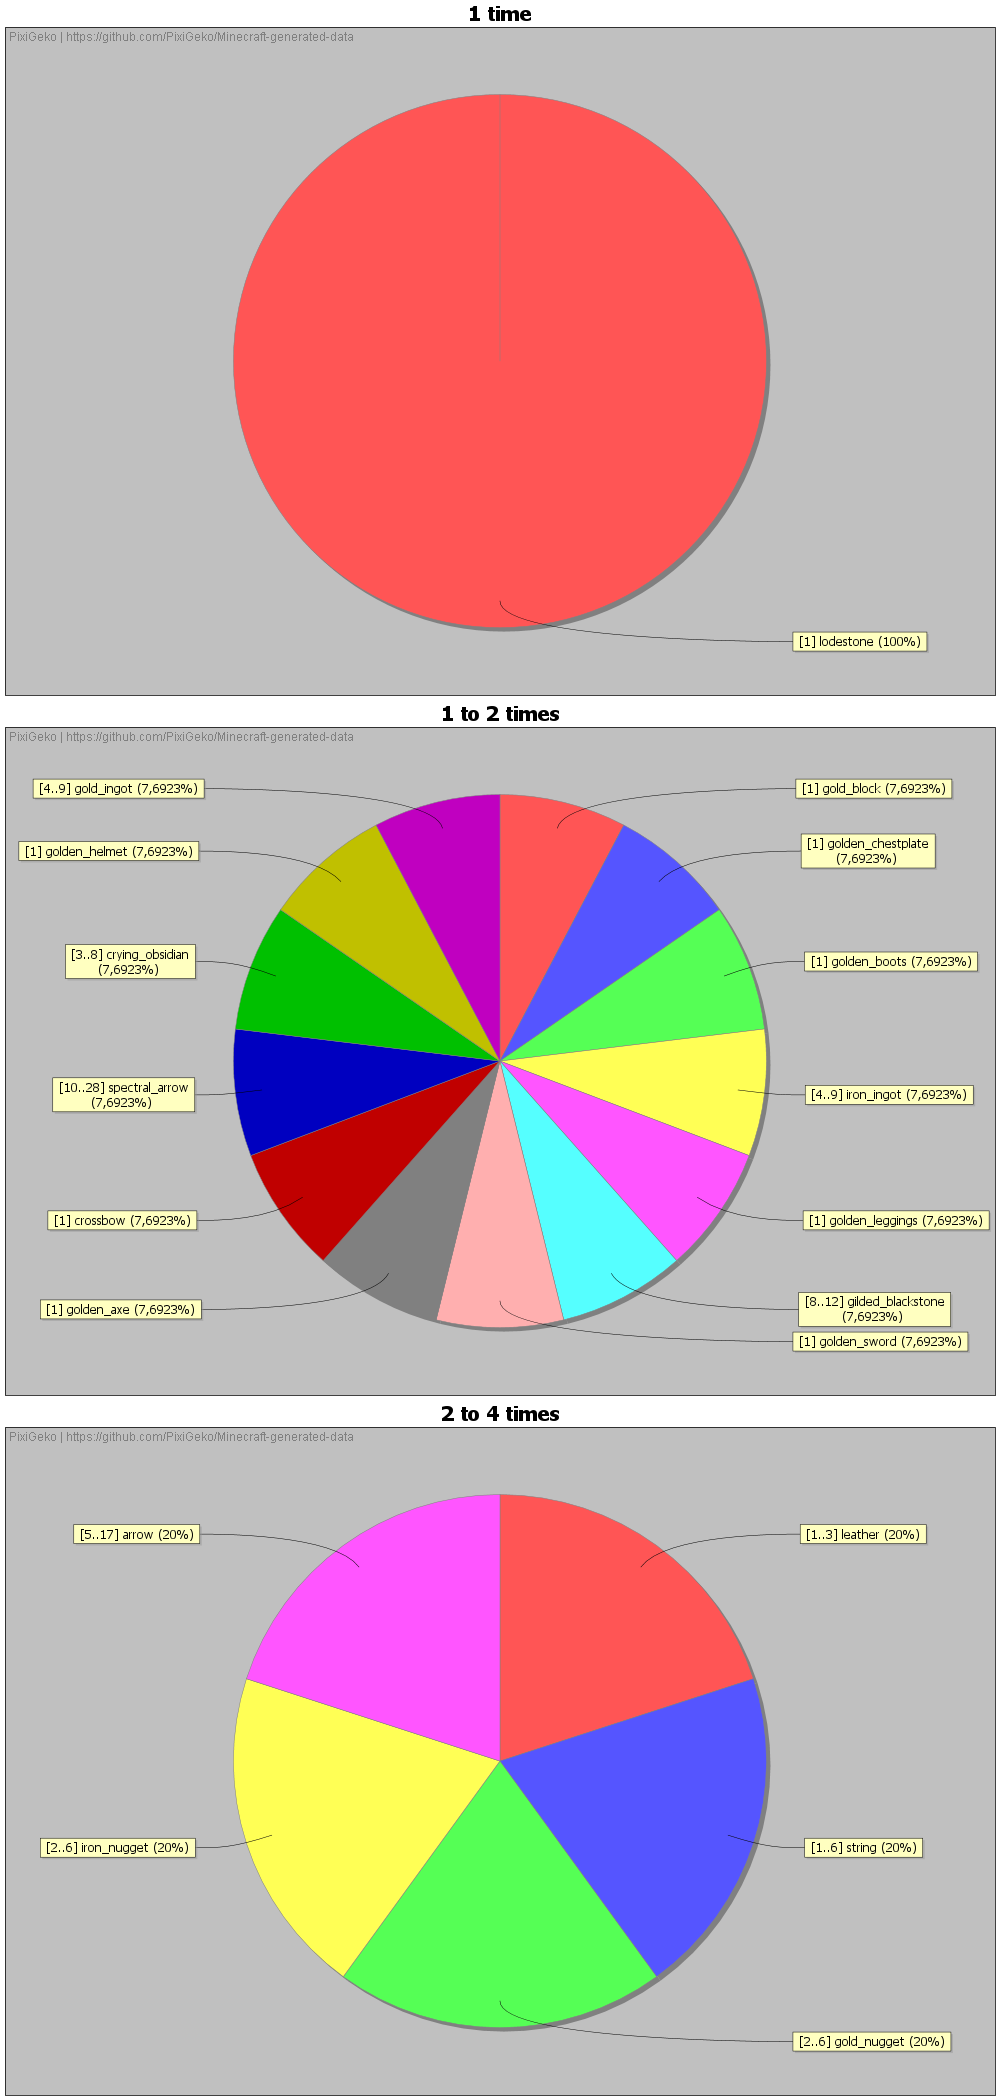 1 time
PixiGeko | https://github.com/PixiGeko/Minecraft-generated-data
[1] lodestone (100%)
1 to 2 times
PixiGeko | https://github.com/PixiGeko/Minecraft-generated-data
[4..9] gold_ingot (7,6923%)
[1] gold_block (7,6923%)
[1] golden_helmet (7,6923%)
[1] golden_chestplate
(7,6923%)
[3..8] crying_obsidian
(7,6923%)
[1] golden_boots (7,6923%)
[10..28] spectral_arrow
(7,6923%)
[4..9] iron_ingot (7,6923%)
[1] crossbow (7,6923%)
[1] golden_leggings (7,6923%)
[1] golden_axe (7,6923%)
[8..12] gilded_blackstone
(7,6923%)
[1] golden_sword (7,6923%)
2 to 4 times
PixiGeko | https://github.com/PixiGeko/Minecraft-generated-data
[5..17] arrow (20%)
[1..3] leather (20%)
[2..6] iron_nugget (20%)
[1..6] string (20%)
[2..6] gold_nugget (20%)